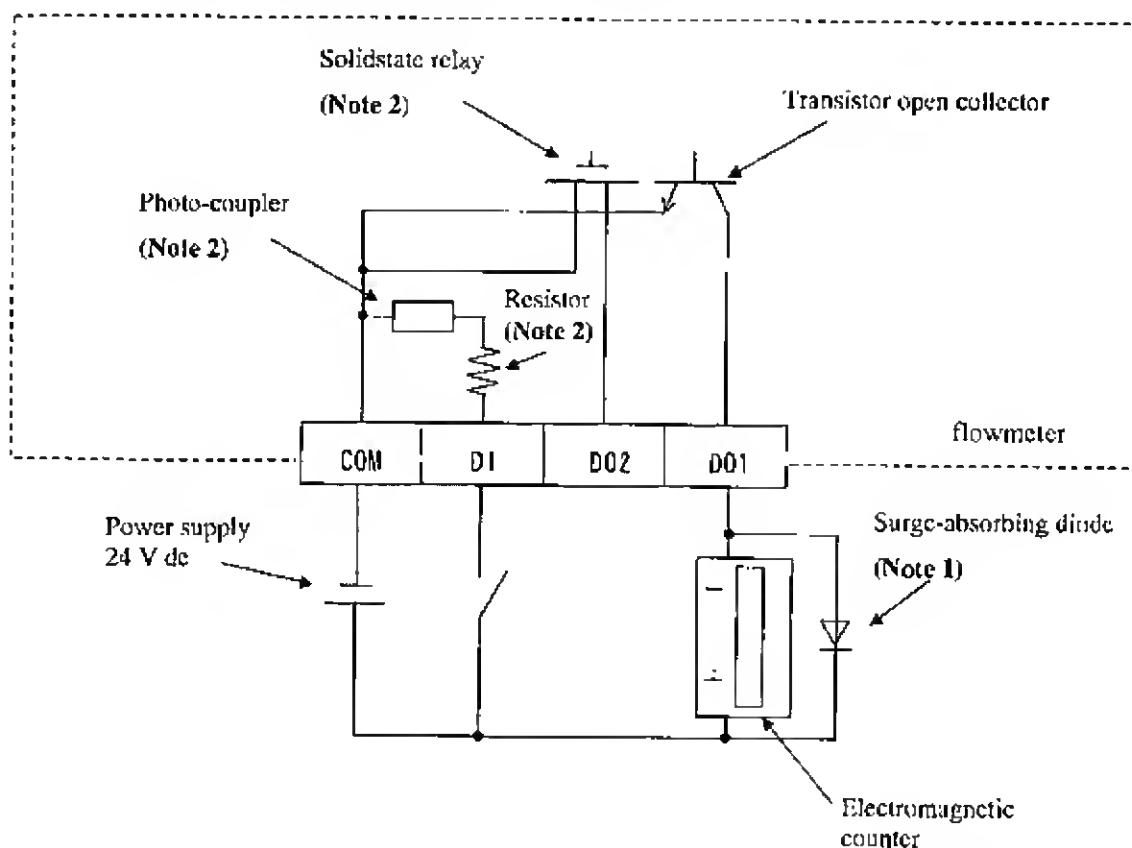 Solidstate relay
(Note 2)
Transistor open collector
Photo-coupler
(Note 2)
Resistor
(Note 2)
flowmeter
COM
DI
DO2
DO1
Power supply
24 V dc
Surge-absorbing diode
(Note 1)
Electromagnetic
counter